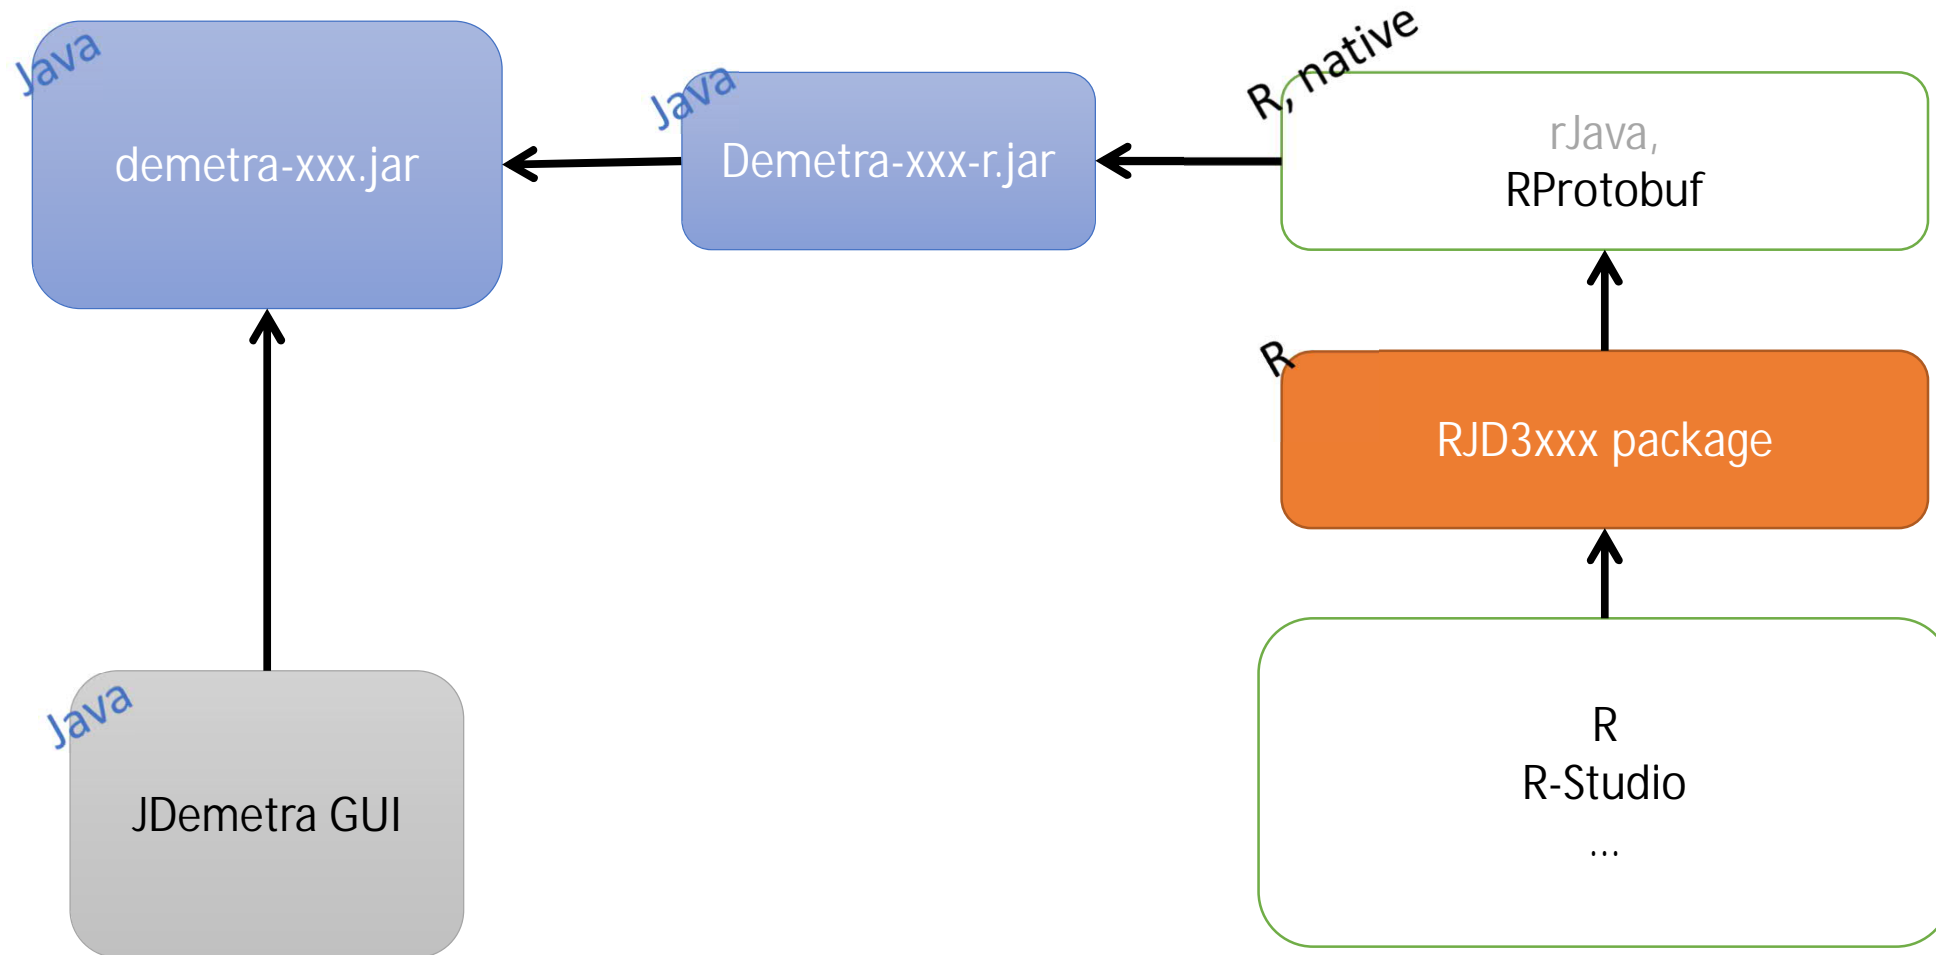 Java
demetra-xxx.jar
Java
Demetra-xxx-r.jar
R, native
rJava,
RProtobuf
R
RJD3xxx package
Java
JDemetra GUI
R
R-Studio
...